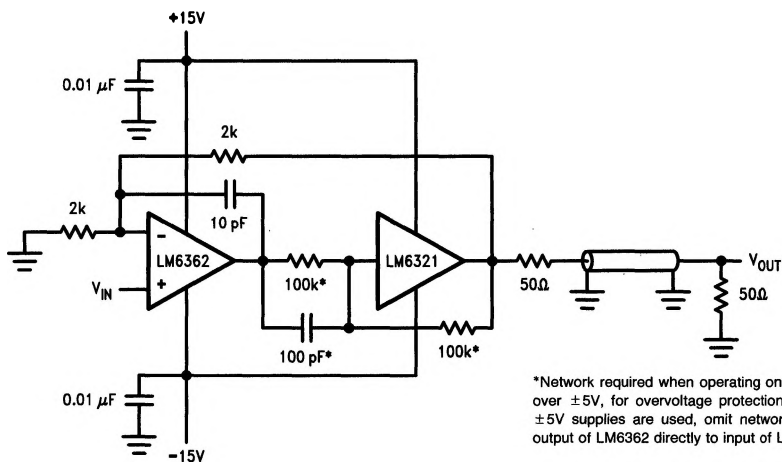 +15V
0.01 μF
2k
2k
10 pF
-
LM6362
+
VIN
100k*
100 pF*
LM6321
100k*
50Ω
VOUT
50Ω
0.01 μF
-15V
*Network required when operating on
over ±5V, for overvoltage protection
±5V supplies are used, omit networ
output of LM6362 directly to input of L